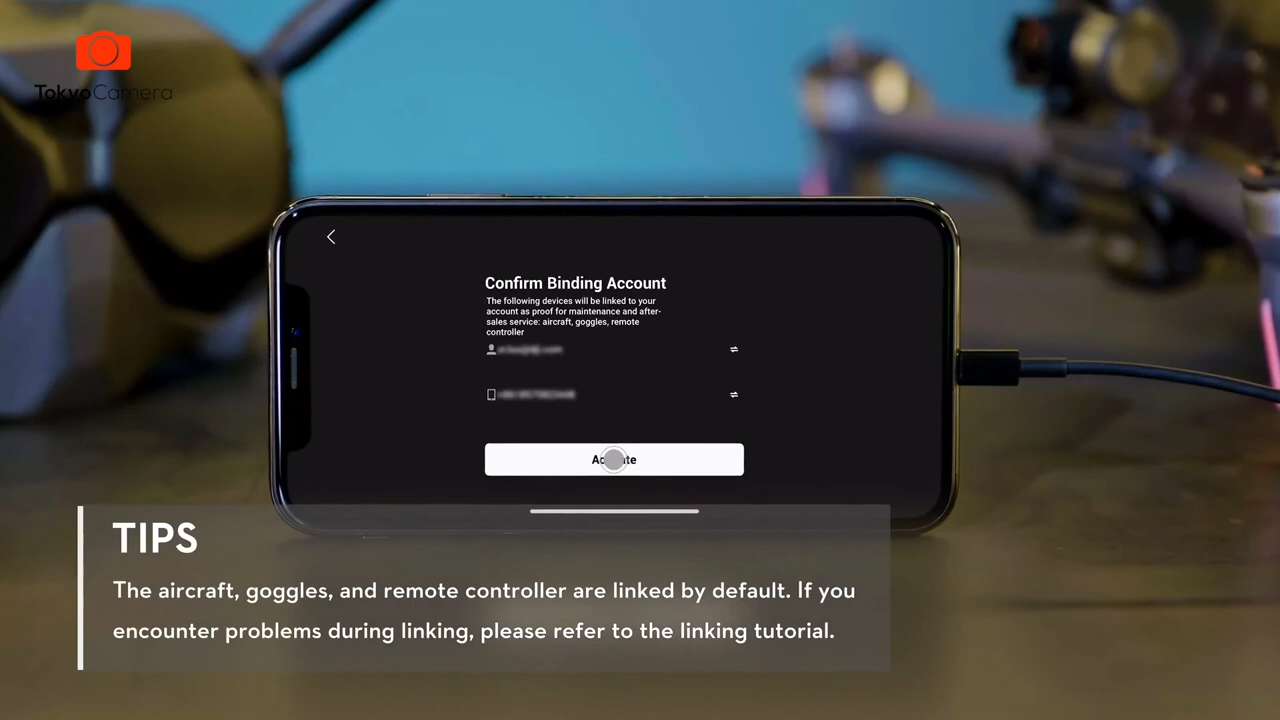 TokyoCamera
Confirm Binding Account
The following devices will be linked to your
account as proof for maintenance and after-
sales service: aircraft, goggles, remote
controller
TIPS
The aircraft, goggles, and remote controller are linked by default. If you
encounter problems during linking, please refer to the linking tutorial.